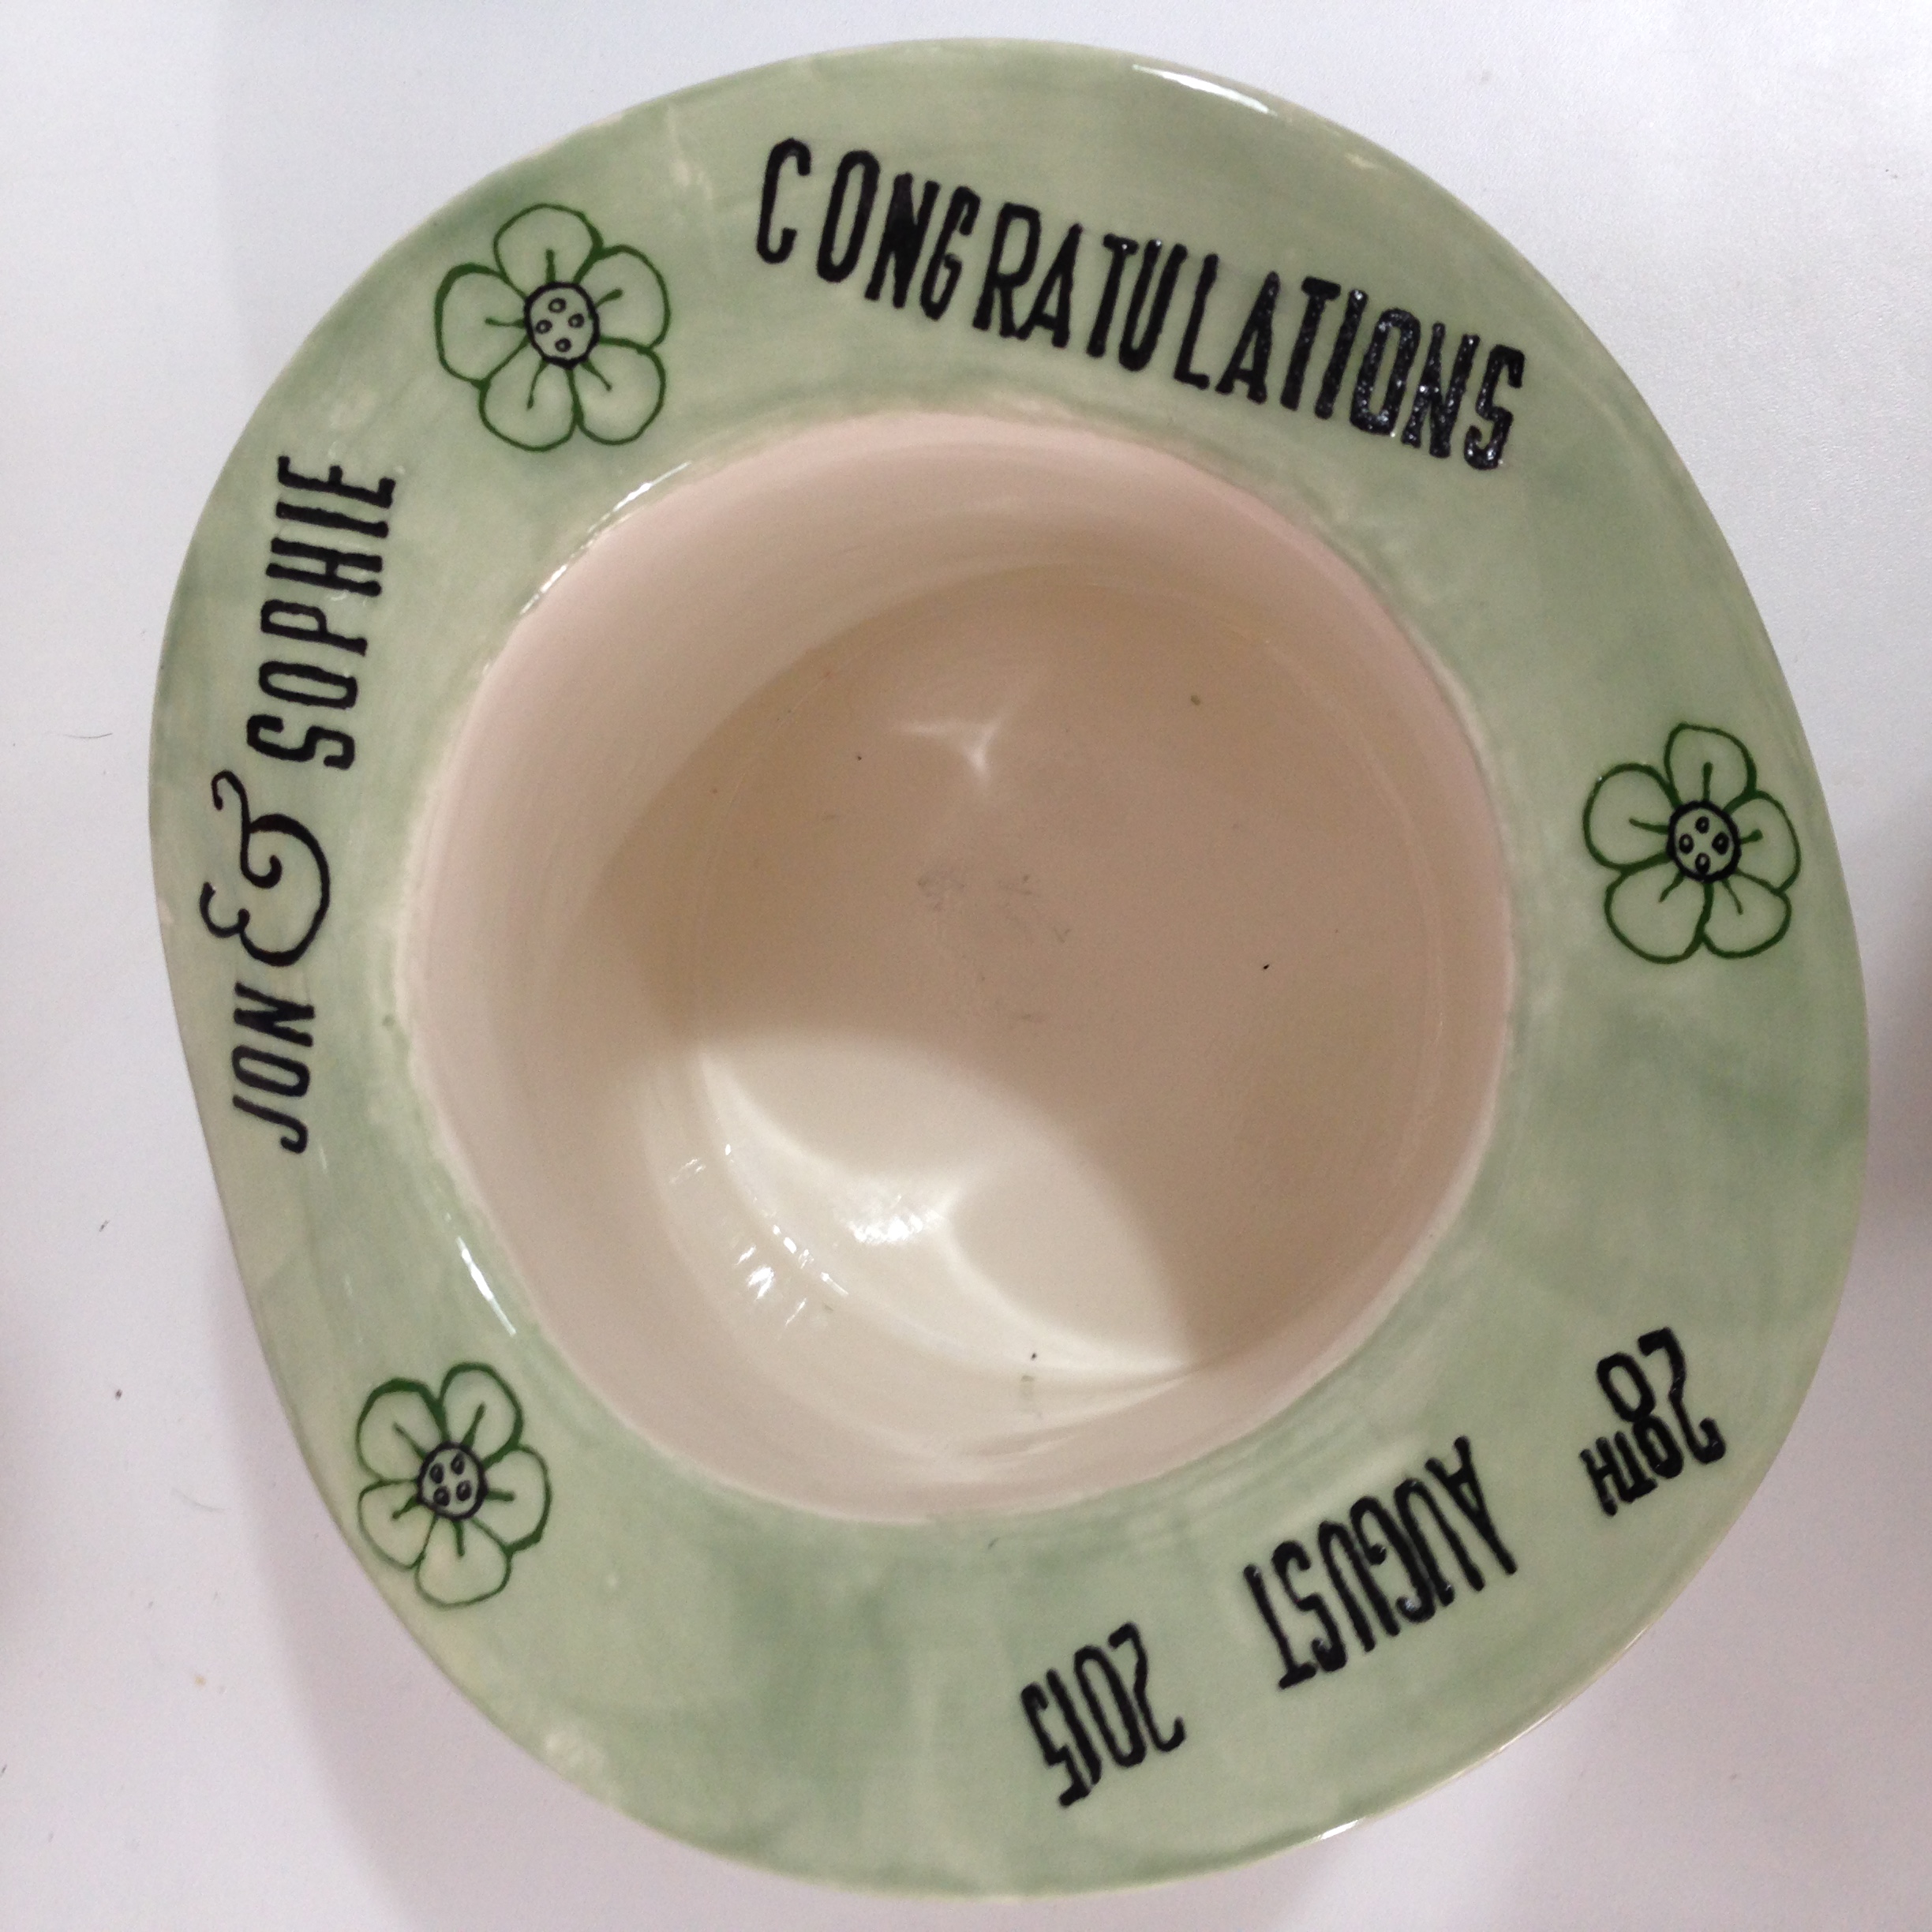 CONGRATULATIONS
JON & SOPHIE
28TH AUGUST 2015